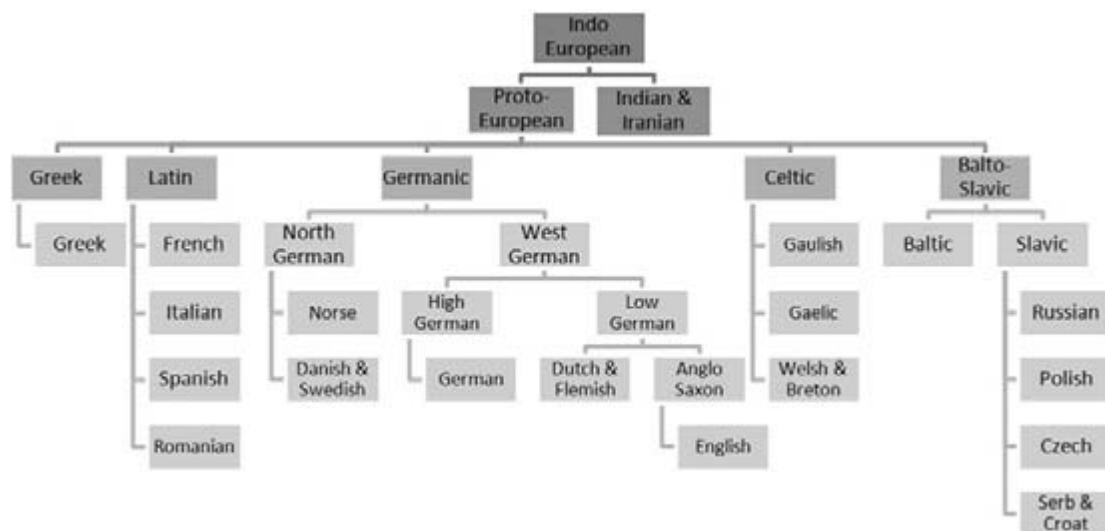 Indo
European
Proto-
European
Indian &
Iranian
Greek
Latin
Germanic
Celtic
Balto-
Slavic
Greek
French
North
German
West
German
Gaulish
Baltic
Slavic
Italian
Norse
High
German
Low
German
Gaelic
Russian
Spanish
Danish &
Swedish
German
Dutch &
Flemish
Anglo
Saxon
Welsh &
Breton
Polish
Romanian
English
Czech
Serb &
Croat